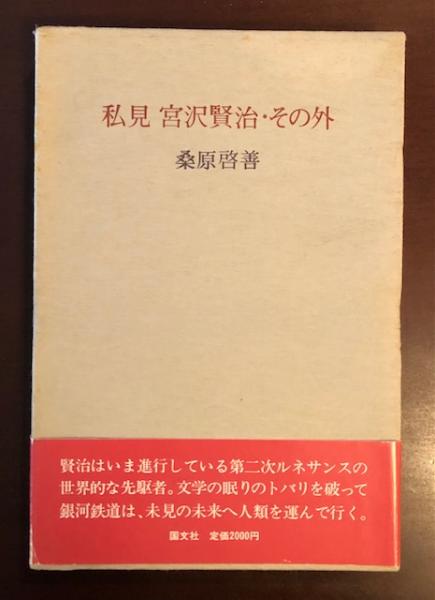 私見 宮沢賢治・その外
桑原啓善
賢治はいま進行している第二次ルネサンスの
世界的な先駆者。文学の眠りのトバリを破って
銀河鉄道は、未見の未来へ人類を運んで行く。
国文社 定価2000円